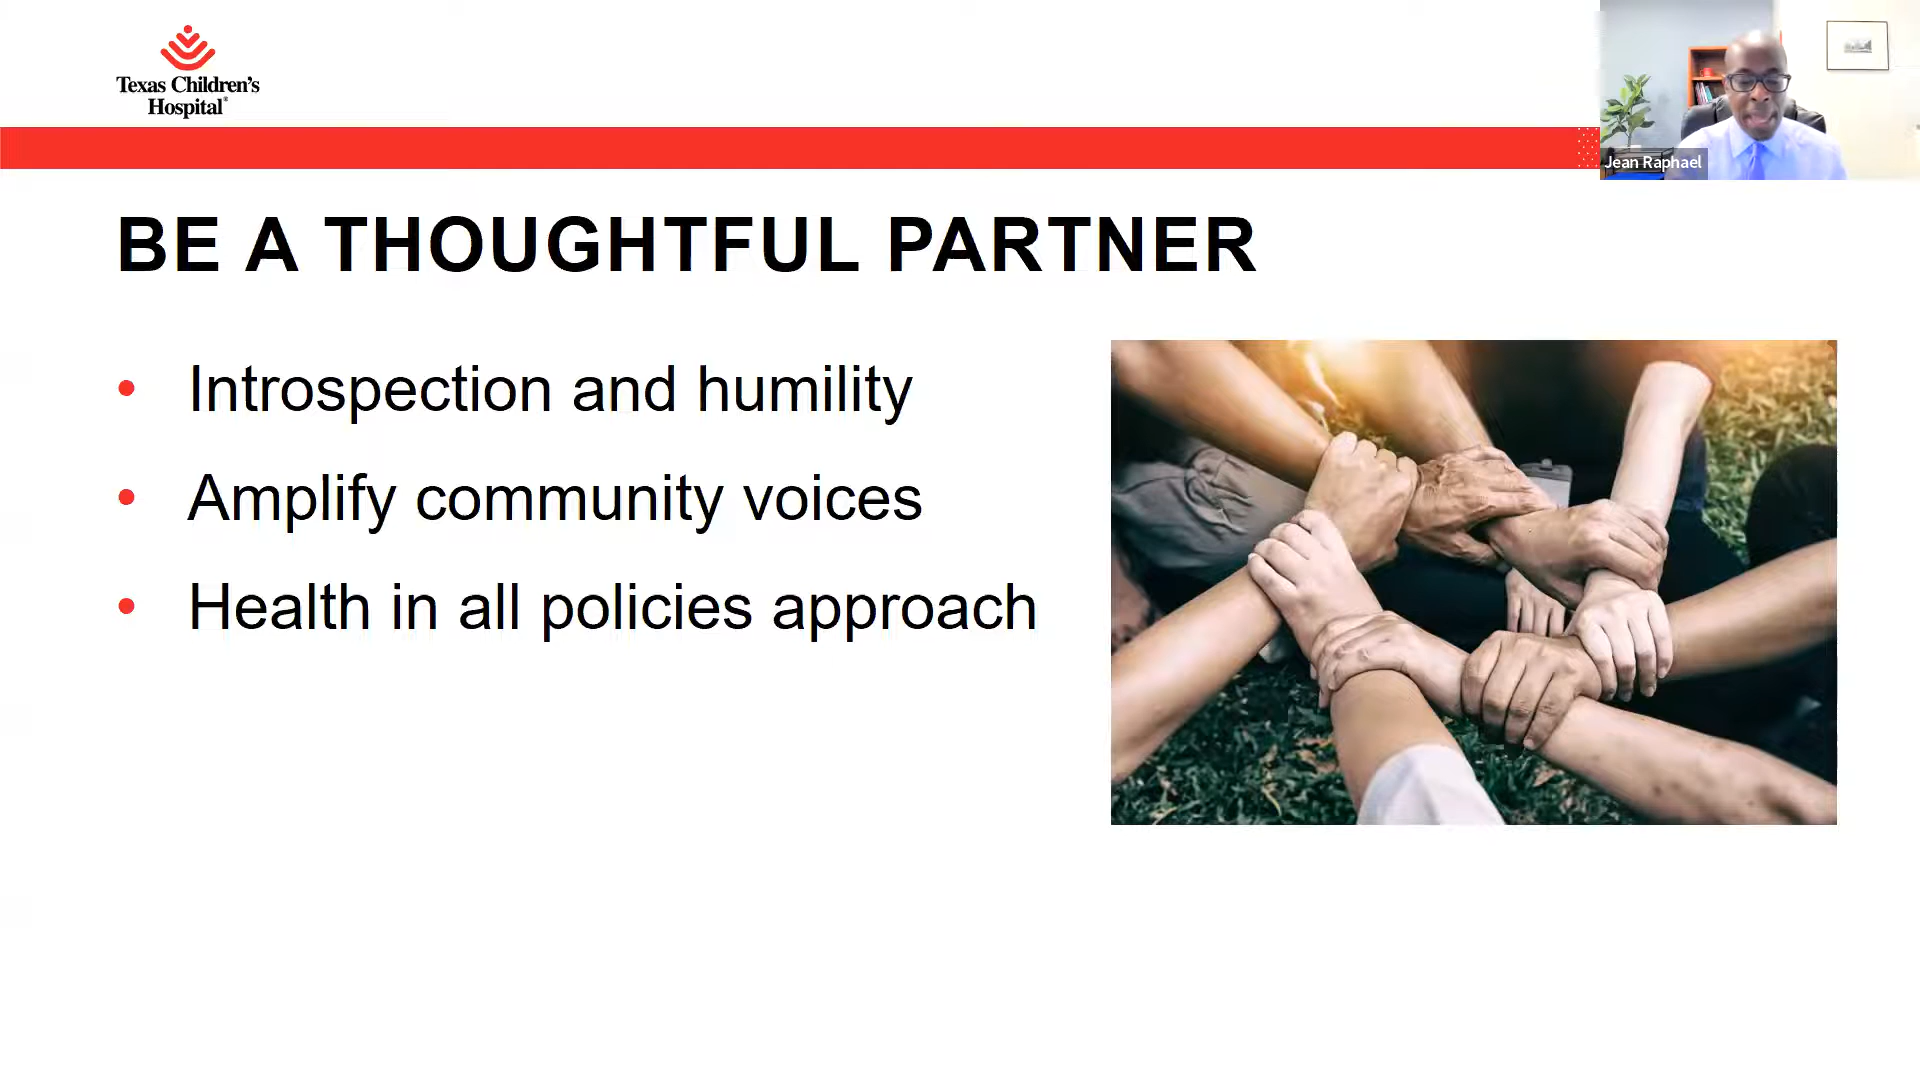 Texas Children's
Hospital®
Jean Raphael
BE A THOUGHTFUL PARTNER
• Introspection and humility
• Amplify community voices
• Health in all policies approach